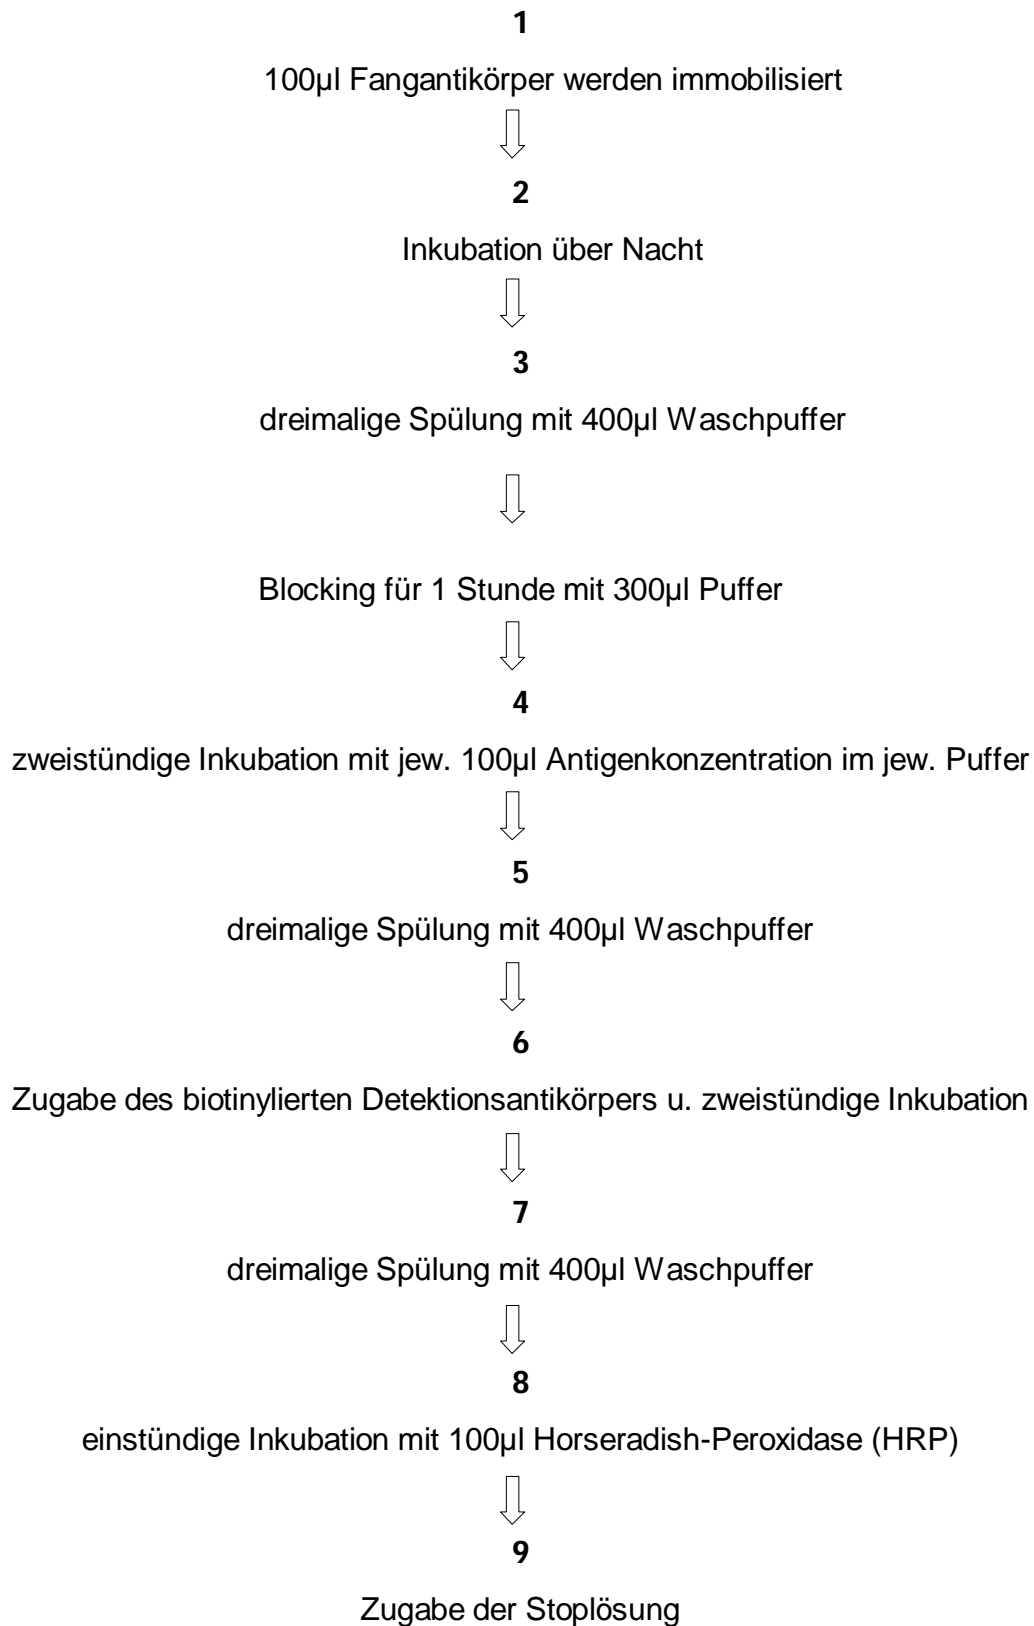 1
100µl Fangantikörper werden immobilisiert
2
Inkubation über Nacht
3
dreimalige Spülung mit 400µl Waschpuffer
Blocking für 1 Stunde mit 300µl Puffer
4
zweistündige Inkubation mit jew. 100µl Antigenkonzentration im jew. Puffer
5
dreimalige Spülung mit 400µl Waschpuffer
6
Zugabe des biotinylierten Detektionsantikörpers u. zweistündige Inkubation
7
dreimalige Spülung mit 400µl Waschpuffer
8
einstündige Inkubation mit 100µl Horseradish-Peroxidase (HRP)
9
Zugabe der Stoplösung